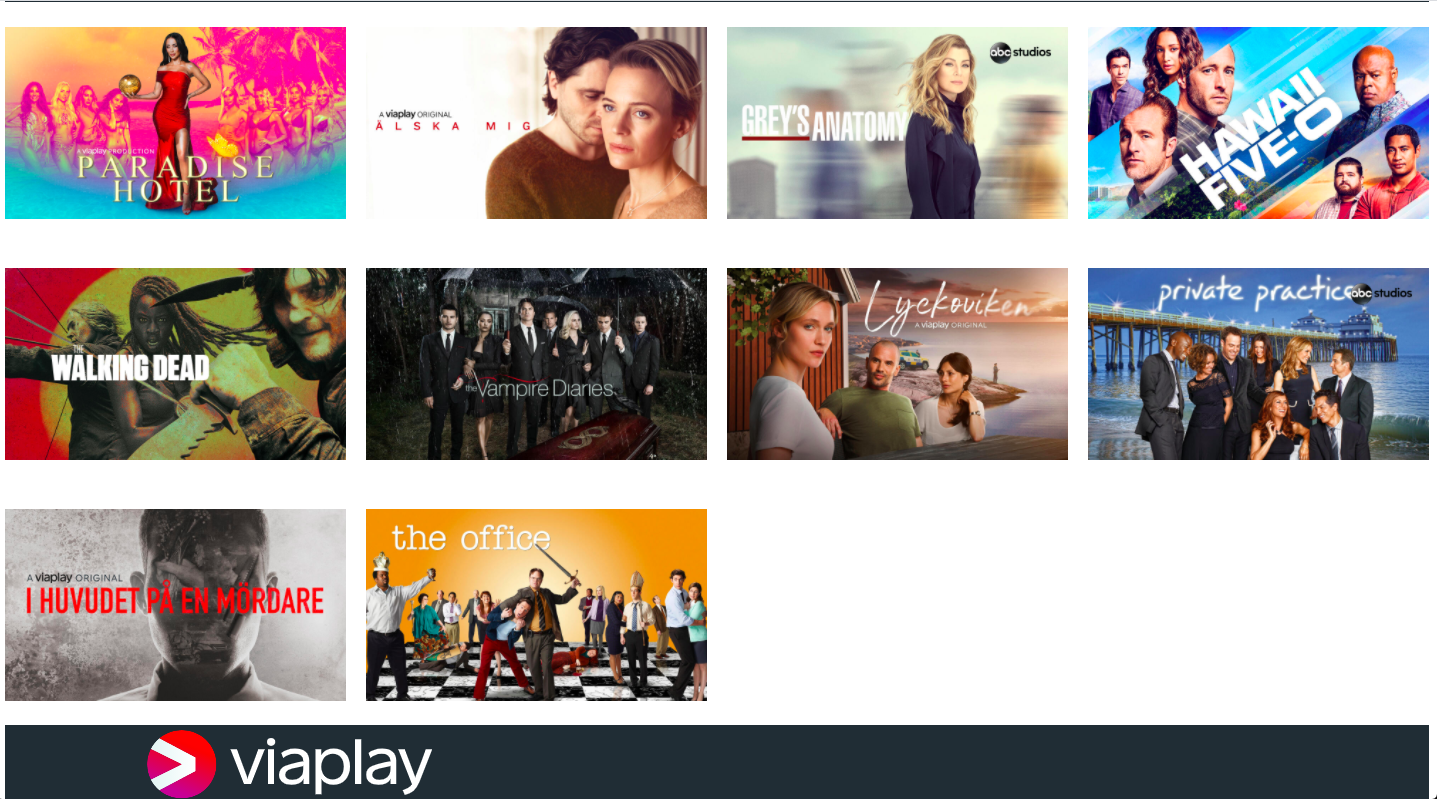 A viaplay PRODUCTION
PARADISE
HOTEL
A viaplay ORIGINAL
ÄLSKA MIG
abc studios
GREY'S ANATOMY
HAWAII
FIVE-O
THE
WALKING DEAD
the Vampire Diaries
Lyckoviken
A viaplay ORIGINAL
private practice
abc studios
A viaplay ORIGINAL
I HUVUDET PÅ EN MÖRDARE
the office
viaplay